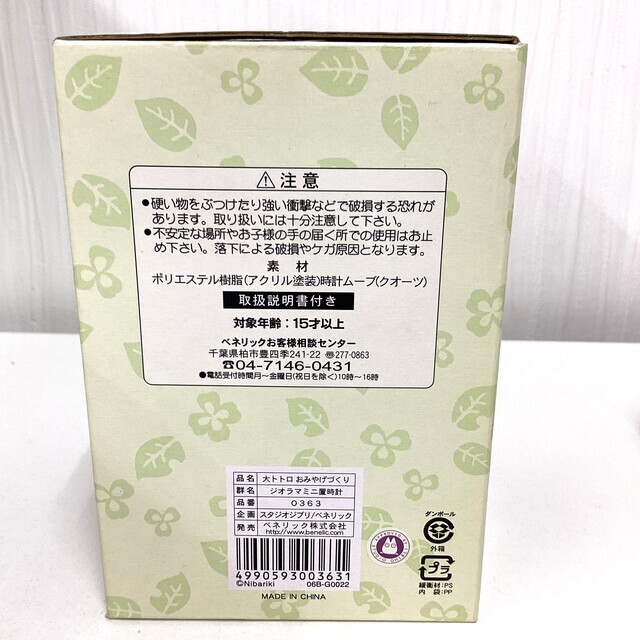 ⚠注意
●硬い物をぶつけたり強い衝撃などで破損する恐れが
あります。取り扱いには十分注意して下さい。
●不安定な場所やお子様の手の届く所での使用はお止
め下さい。落下による破損やケガ原因となります。
素材
ポリエステル樹脂(アクリル塗装)時計ムーブ(クオーツ)
取扱説明書付き
対象年齢:15才以上
ベネリックお客様相談センター
千葉県柏市豊四季241-22 〠277-0863
☎04-7146-0431
●電話受付時間月~金曜日(祝日を除く)10時~16時
品名 大トトロ おみやげづくり
群名 ジオラマミニ置時計
品番 0363
企画 スタジオジブリ/ベネリック
発売 ベネリック株式会社
http://www.benelic.com
4990593003631
©Nibariki 06B-G0022
MADE IN CHINA
ダンボール
外箱
プラ
緩衝材:PS
内袋:PP